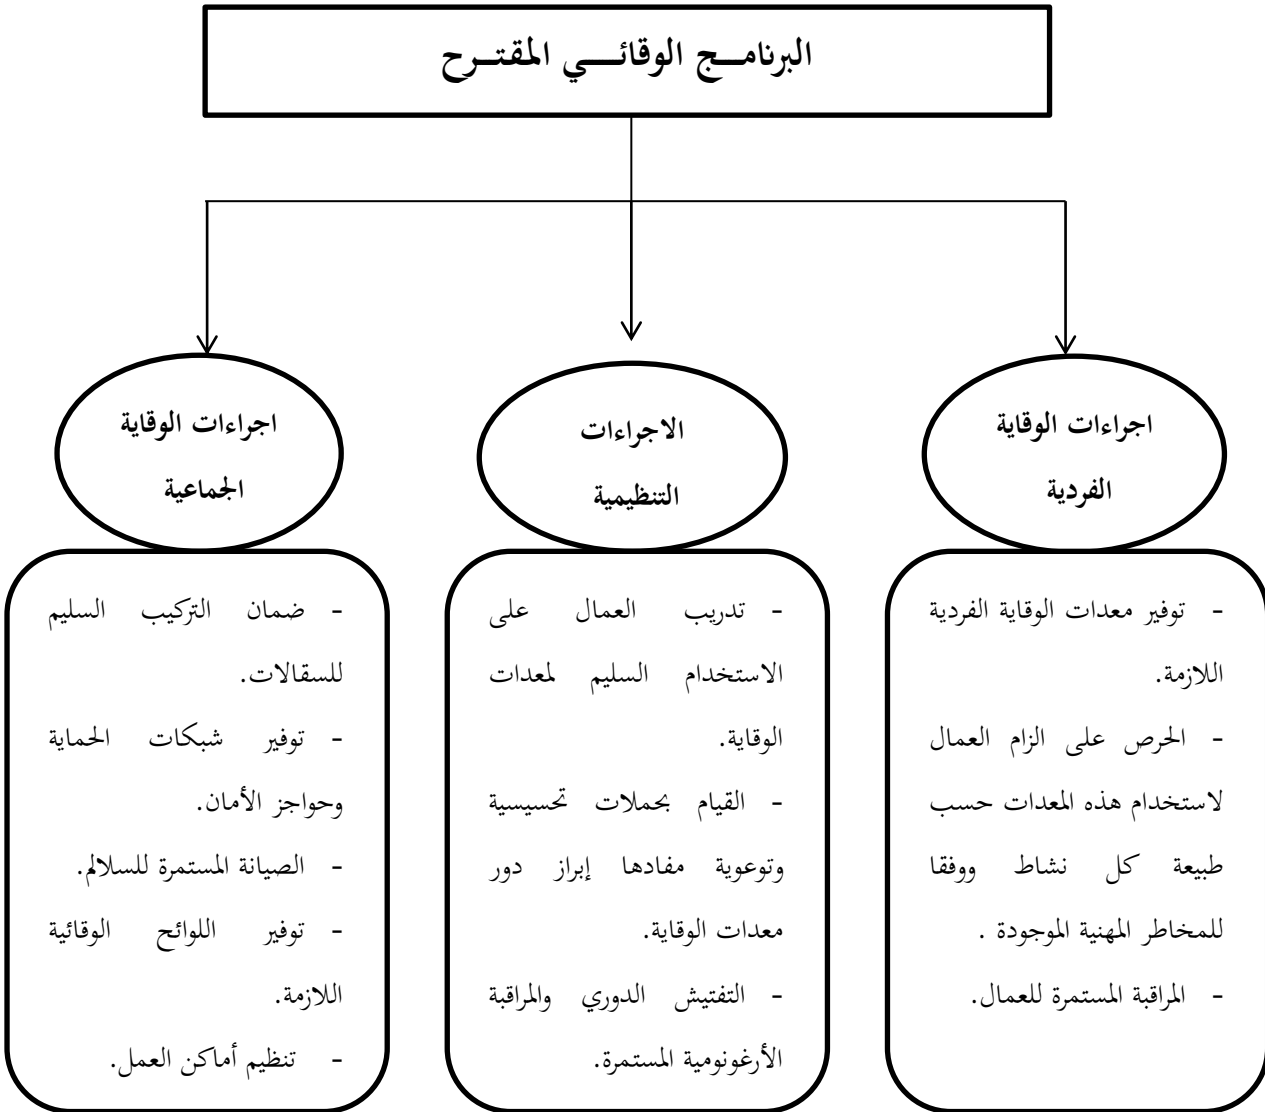 البرنامـــج الوقائـــي المقتــرح
اجراءات الوقاية
الفردية
الاجراءات
التنظيمية
اجراءات الوقاية
الجماعية
- توفير معدات الوقاية الفردية
اللازمة.
- الحرص على الزام العمال
لاستخدام هذه المعدات حسب
طبيعة كل نشاط ووفقا
للمخاطر المهنية الموجودة .
- المراقبة المستمرة للعمال.
- تدريب العمال على
الاستخدام السليم لمعدات
الوقاية.
- القيام بحملات تحسيسية
وتوعوية مفادها إبراز دور
معدات الوقاية.
- التفتيش الدوري والمراقبة
الأرغونومية المستمرة.
- ضمان التركيب السليم
للسقالات.
- توفير شبكات الحماية
وحواجز الأمان.
- الصيانة المستمرة للسلالم.
- توفير اللوائح الوقائية
اللازمة.
- تنظيم أماكن العمل.